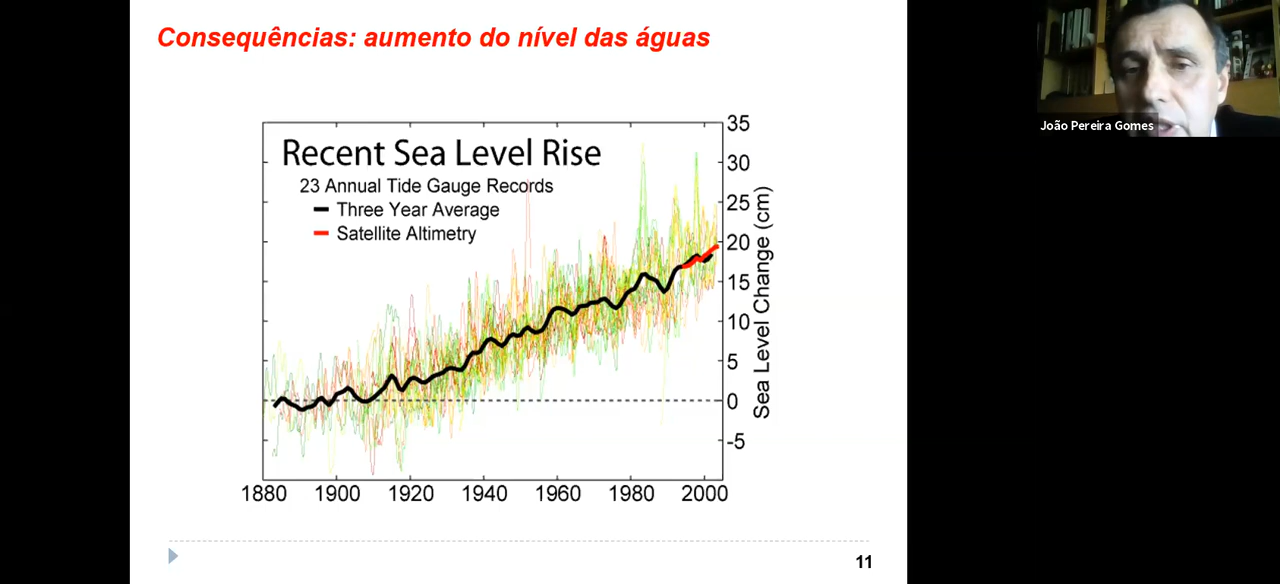 Consequências: aumento do nível das águas
João Pereira Gomes
Recent Sea Level Rise
23 Annual Tide Gauge Records
Three Year Average
Satellite Altimetry
35
30
25
20
15
10
5
0
-5
Sea Level Change (cm)
1880 1900 1920 1940 1960 1980 2000
11